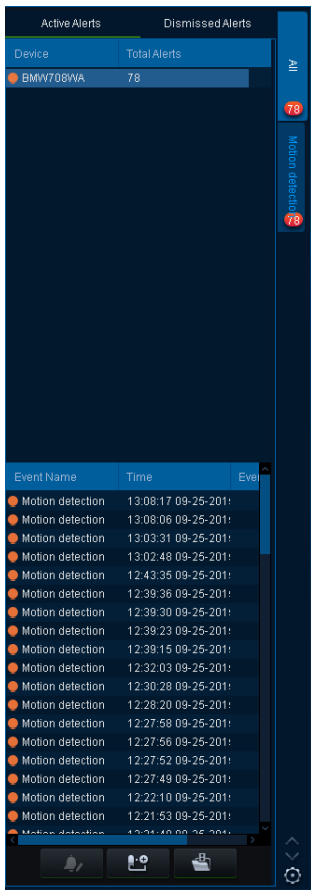 Active Alerts Dismissed Alerts
Device Total Alerts
BMW708WA 78
All
78
Motion detection
78
Event Name Time Eve
Motion detection 13:08:17 09-25-201
Motion detection 13:08:06 09-25-201
Motion detection 13:03:31 09-25-201
Motion detection 13:02:48 09-25-201
Motion detection 12:43:35 09-25-201
Motion detection 12:39:36 09-25-201
Motion detection 12:39:30 09-25-201
Motion detection 12:39:23 09-25-201
Motion detection 12:39:15 09-25-201
Motion detection 12:32:03 09-25-201
Motion detection 12:30:28 09-25-201
Motion detection 12:28:20 09-25-201
Motion detection 12:27:58 09-25-201
Motion detection 12:27:56 09-25-201
Motion detection 12:27:52 09-25-201
Motion detection 12:27:49 09-25-201
Motion detection 12:22:10 09-25-201
Motion detection 12:21:53 09-25-201
Motion detection